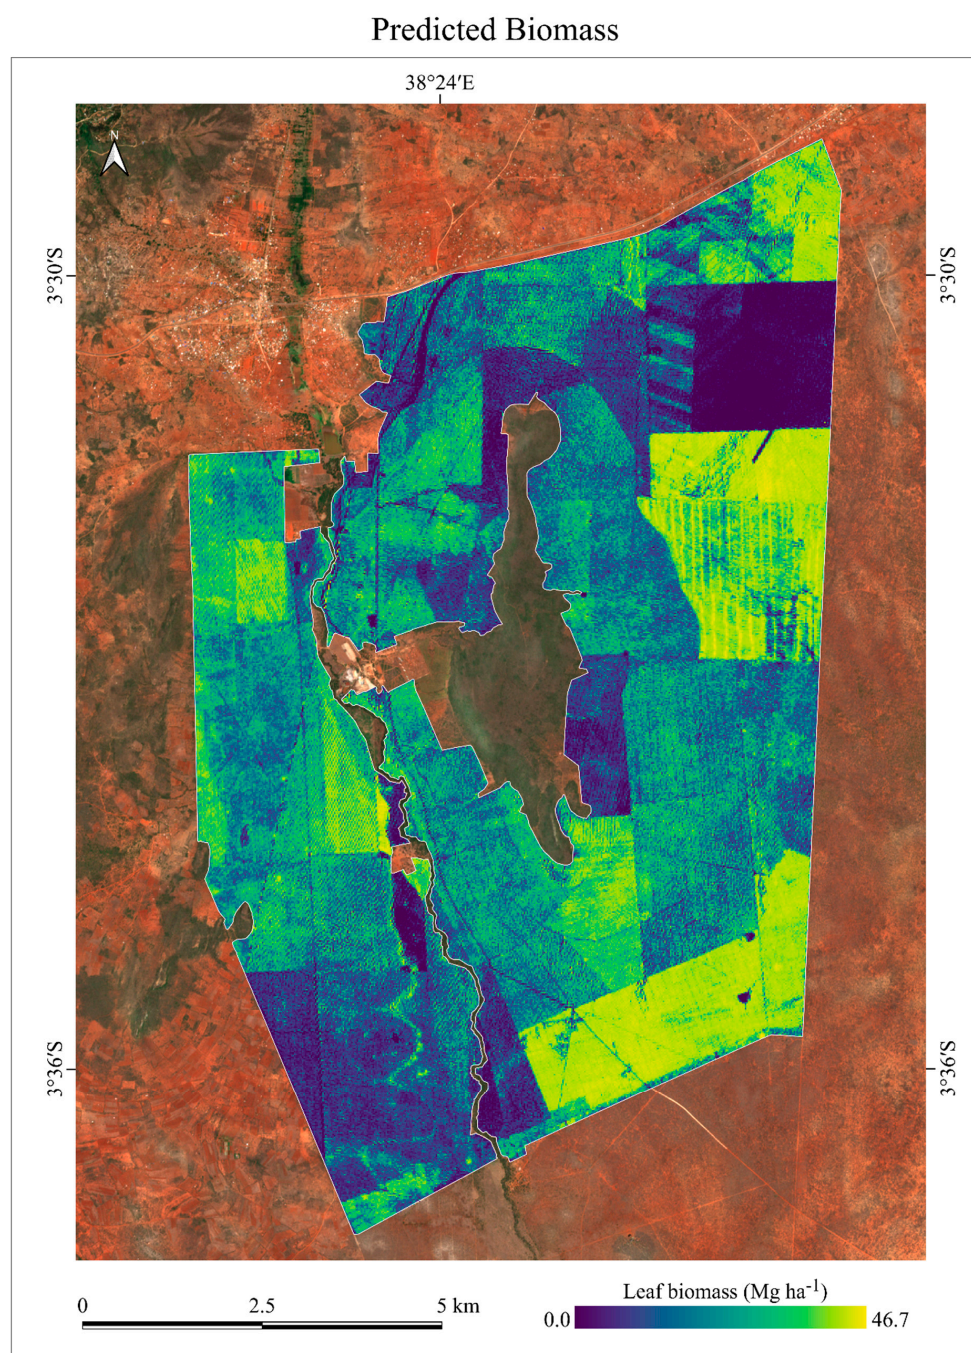 Predicted Biomass
38°24′E
N
3°30′S
3°30′S
3°36′S
3°36′S
0 2.5 5 km
Leaf biomass (Mg ha⁻¹)
0.0 46.7